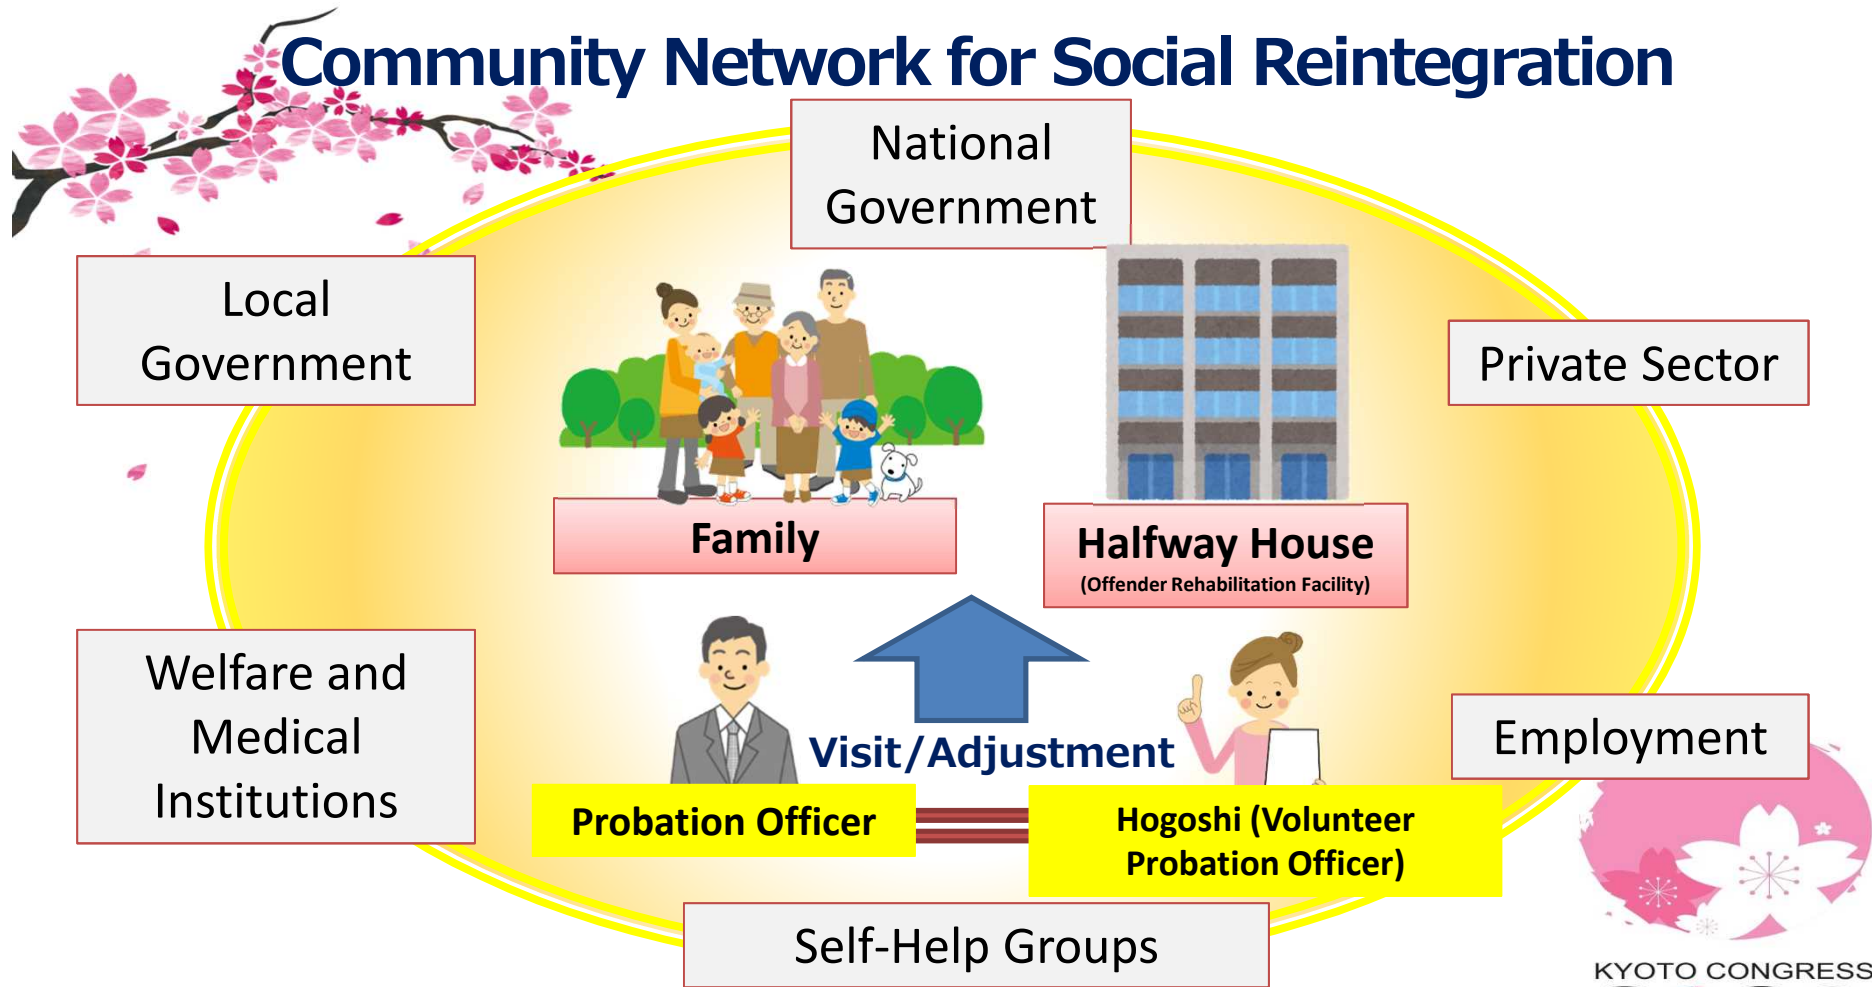 Community Network for Social Reintegration
National
Government
Local
Government
Private Sector
Family
Halfway House
(Offender Rehabilitation Facility)
Welfare and
Medical
Institutions
Visit/Adjustment
Employment
Probation Officer
Hogoshi (Volunteer
Probation Officer)
Self-Help Groups
KYOTO CONGRESS